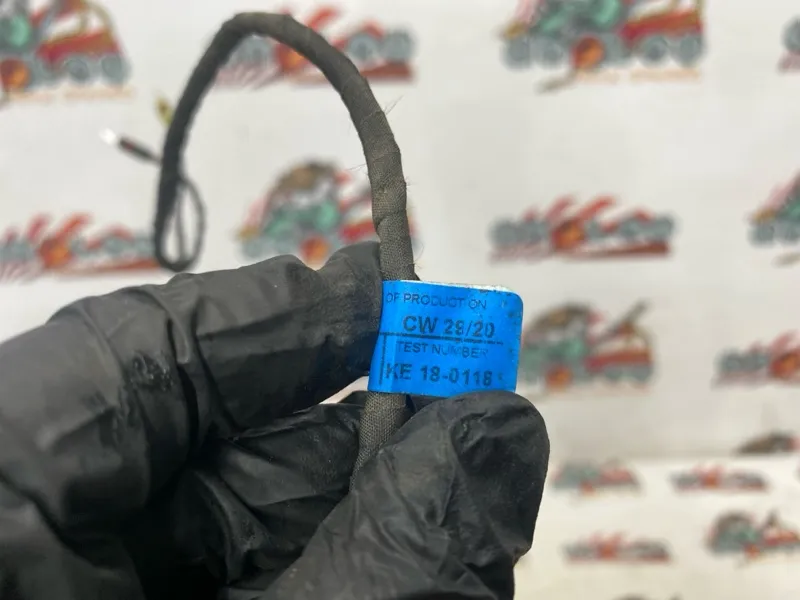 OF PRODUCTION
CW 29/20
TEST NUMBER
KE 18-0118